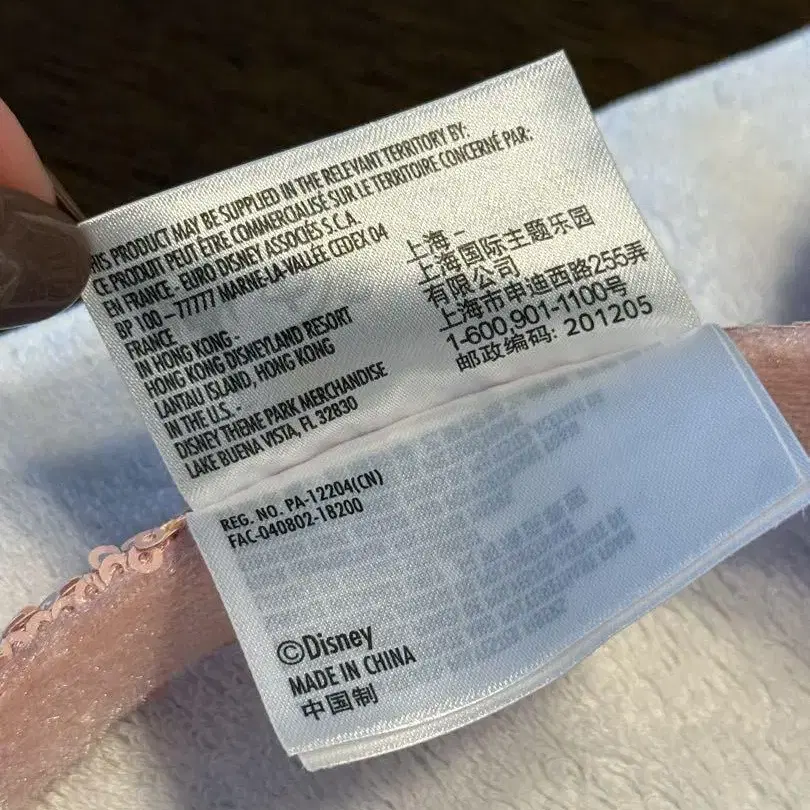 THIS PRODUCT MAY BE SUPPLIED IN THE RELEVANT TERRITORY BY:
CE PRODUIT PEUT ÊTRE COMMERCIALISÉ SUR LE TERRITOIRE CONCERNÉ PAR:
EN FRANCE - EURO DISNEY ASSOCIÉS S.C.A.
BP 100 – 77777 MARNE-LA-VALLÉE CEDEX 04
FRANCE
IN HONG KONG -
HONG KONG DISNEYLAND RESORT
LANTAU ISLAND, HONG KONG
IN THE U.S. -
DISNEY THEME PARK MERCHANDISE
LAKE BUENA VISTA, FL 32830
上海 -
上海国际主题乐园
有限公司
上海市申迪西路255弄
1-600,901-1100号
邮政编码: 201205
REG. NO. PA-12204(CN)
FAC-040802-18200
©Disney
MADE IN CHINA
中国制